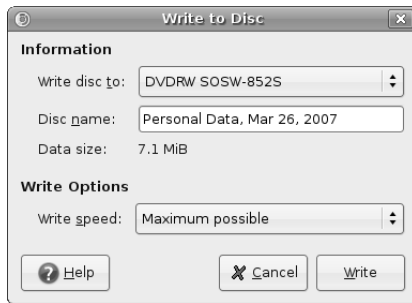 Write to Disc
Information
Write disc to: DVDRW SOSW-852S
Disc name: Personal Data, Mar 26, 2007
Data size: 7.1 MiB
Write Options
Write speed: Maximum possible
Help Cancel Write